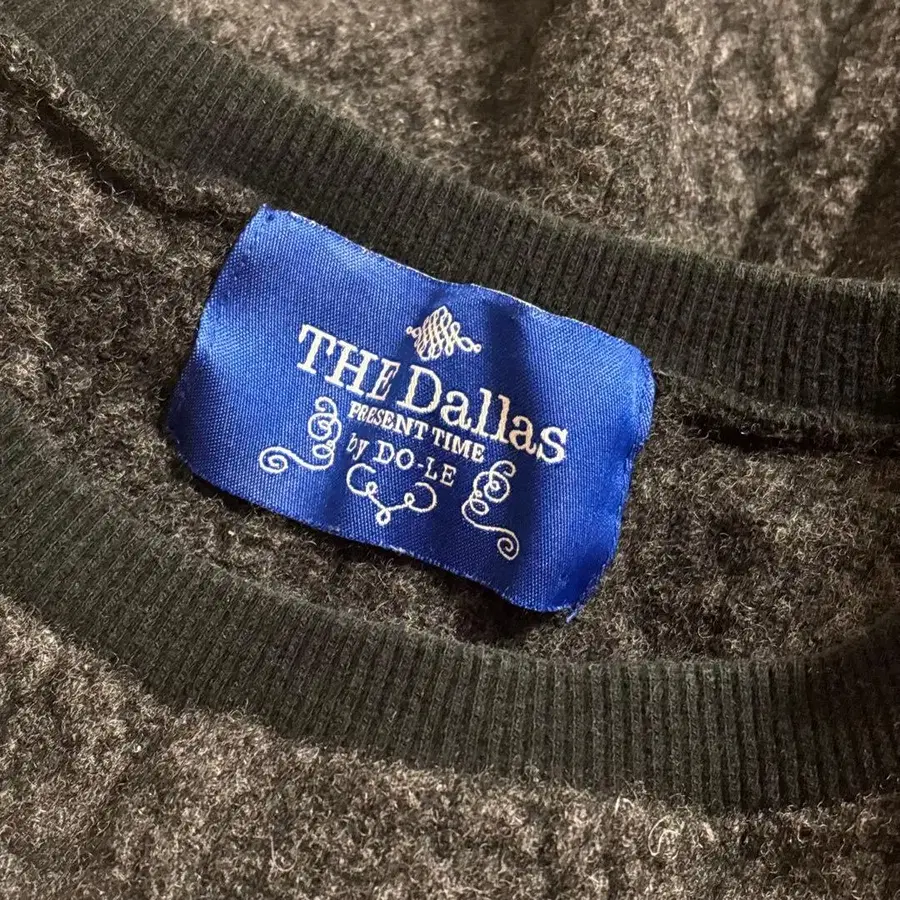 THE Dallas
PRESENT TIME
by DO-LE